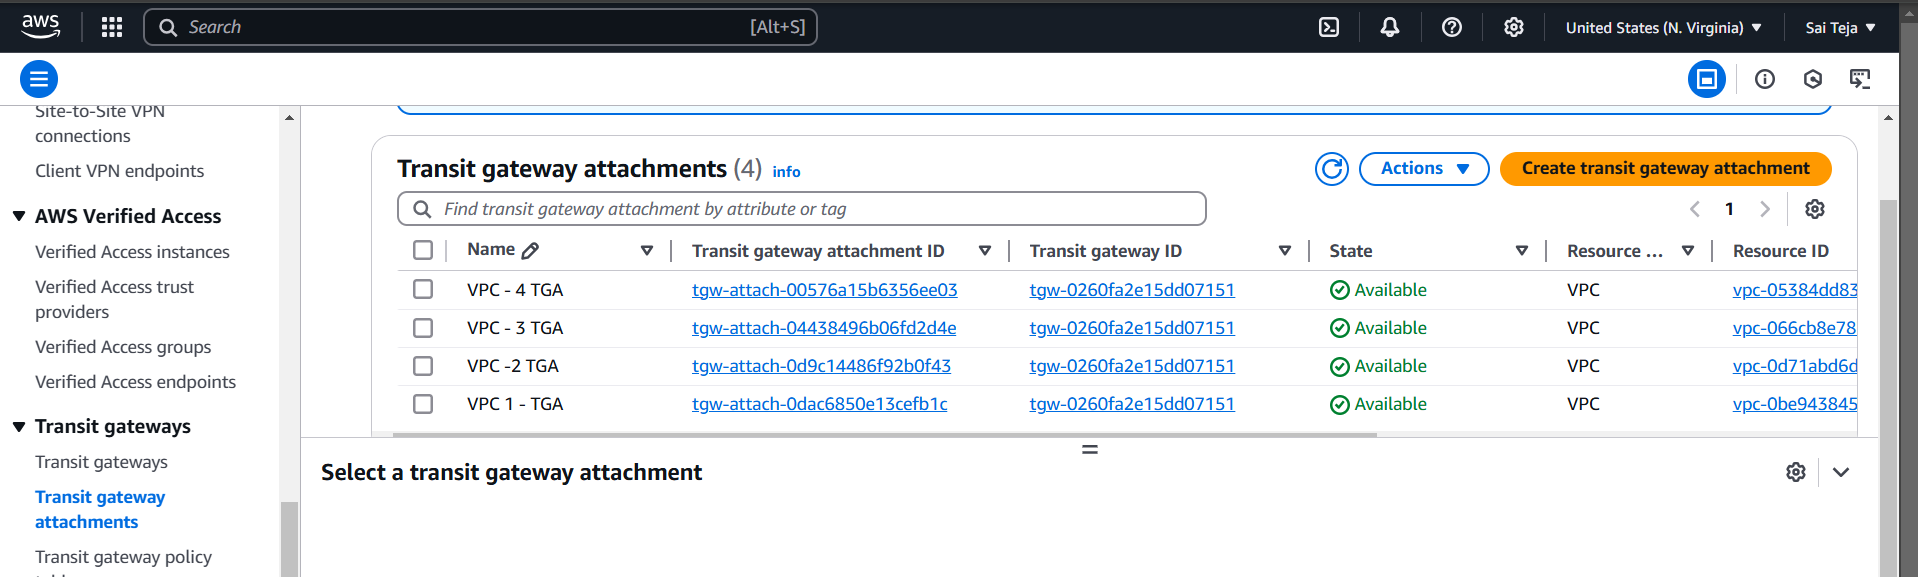 aws
Search
[Alt+S]
United States (N. Virginia)
Sai Teja
Site-to-Site VPN
connections
Client VPN endpoints
AWS Verified Access
Verified Access instances
Verified Access trust
providers
Verified Access groups
Verified Access endpoints
Transit gateways
Transit gateways
Transit gateway
attachments
Transit gateway policy
Transit gateway attachments (4) info
Actions
Create transit gateway attachment
Find transit gateway attachment by attribute or tag
1
Name Transit gateway attachment ID Transit gateway ID State Resource ... Resource ID
VPC - 4 TGA tgw-attach-00576a15b6356ee03 tgw-0260fa2e15dd07151 Available VPC vpc-05384dd83
VPC - 3 TGA tgw-attach-04438496b06fd2d4e tgw-0260fa2e15dd07151 Available VPC vpc-066cb8e78
VPC -2 TGA tgw-attach-0d9c14486f92b0f43 tgw-0260fa2e15dd07151 Available VPC vpc-0d71abd6d
VPC 1 - TGA tgw-attach-0dac6850e13cefb1c tgw-0260fa2e15dd07151 Available VPC vpc-0be943845
Select a transit gateway attachment